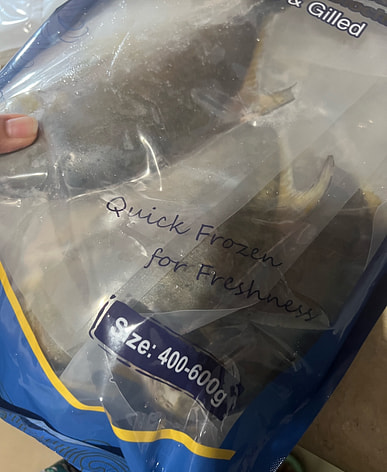 & Gilled
Quick Frozen
for Freshness
Size: 400-600g